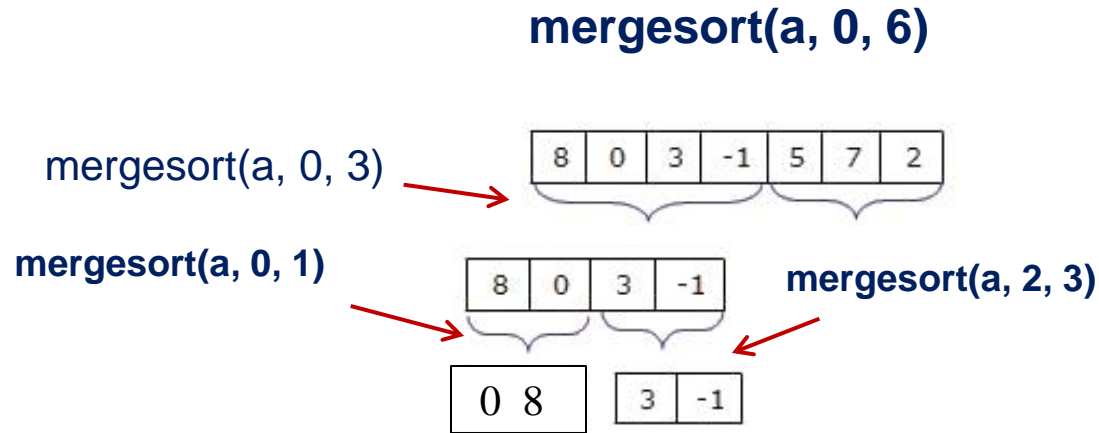 mergesort(a, 0, 6)
mergesort(a, 0, 3)
8 0 3 -1 5 7 2
mergesort(a, 0, 1)
8 0 3 -1
mergesort(a, 2, 3)
0 8
3 -1